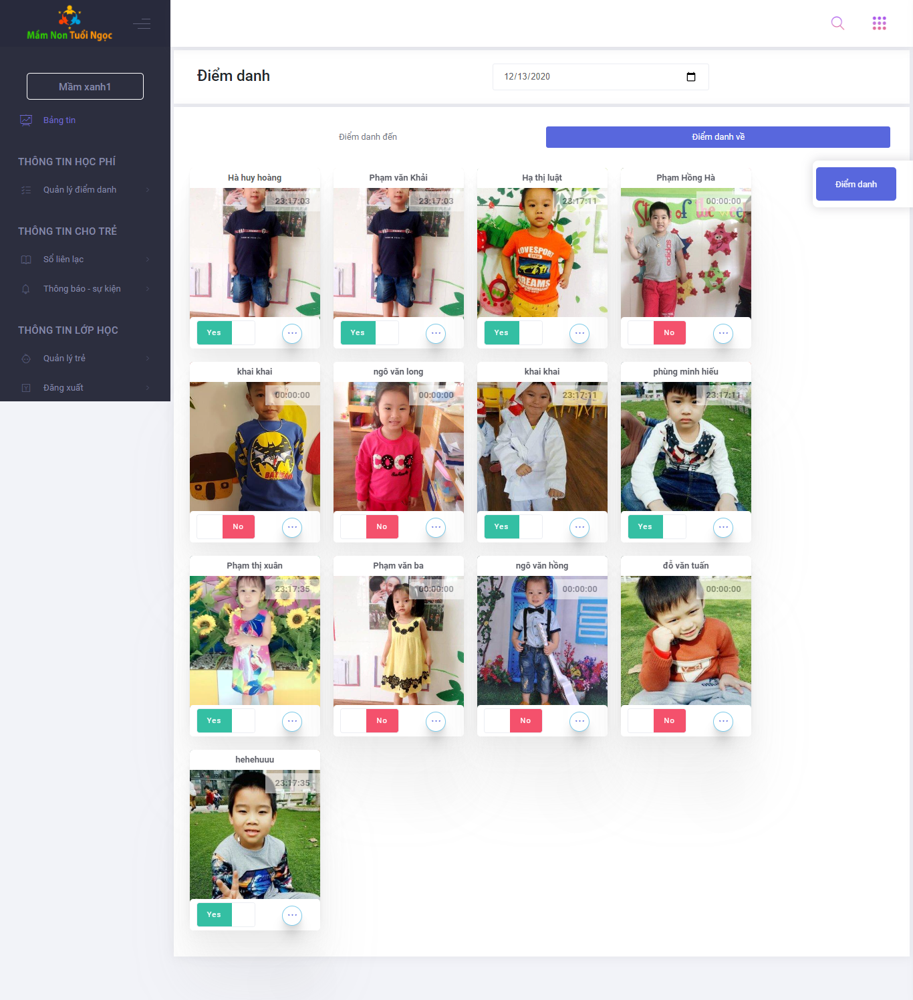 Mầm Non Tuổi Ngọc
Mầm xanh1
Bảng tin
THÔNG TIN HỌC PHÍ
Quản lý điểm danh
THÔNG TIN CHO TRẺ
Sổ liên lạc
Thông báo - sự kiện
THÔNG TIN LỚP HỌC
Quản lý trẻ
Đăng xuất
Điểm danh
12/13/2020
Điểm danh đến
Điểm danh về
Điểm danh
Hà huy hoàng
23:17:03
Yes
Phạm văn Khải
23:17:03
Yes
Hạ thị luật
23:17:11
LOVESPORT
DREAMS
Yes
Phạm Hồng Hà
00:00:00
of the
adidas
No
khai khai
00:00:00
BATMAN
No
ngô văn long
00:00:00
COCO
No
khai khai
23:17:11
Yes
phùng minh hiếu
23:17:11
Yes
Phạm thị xuân
23:17:35
Yes
Phạm văn ba
00:00:00
No
ngô văn hồng
00:00:00
No
đỗ văn tuấn
00:00:00
No
hehehuuu
23:17:35
Yes